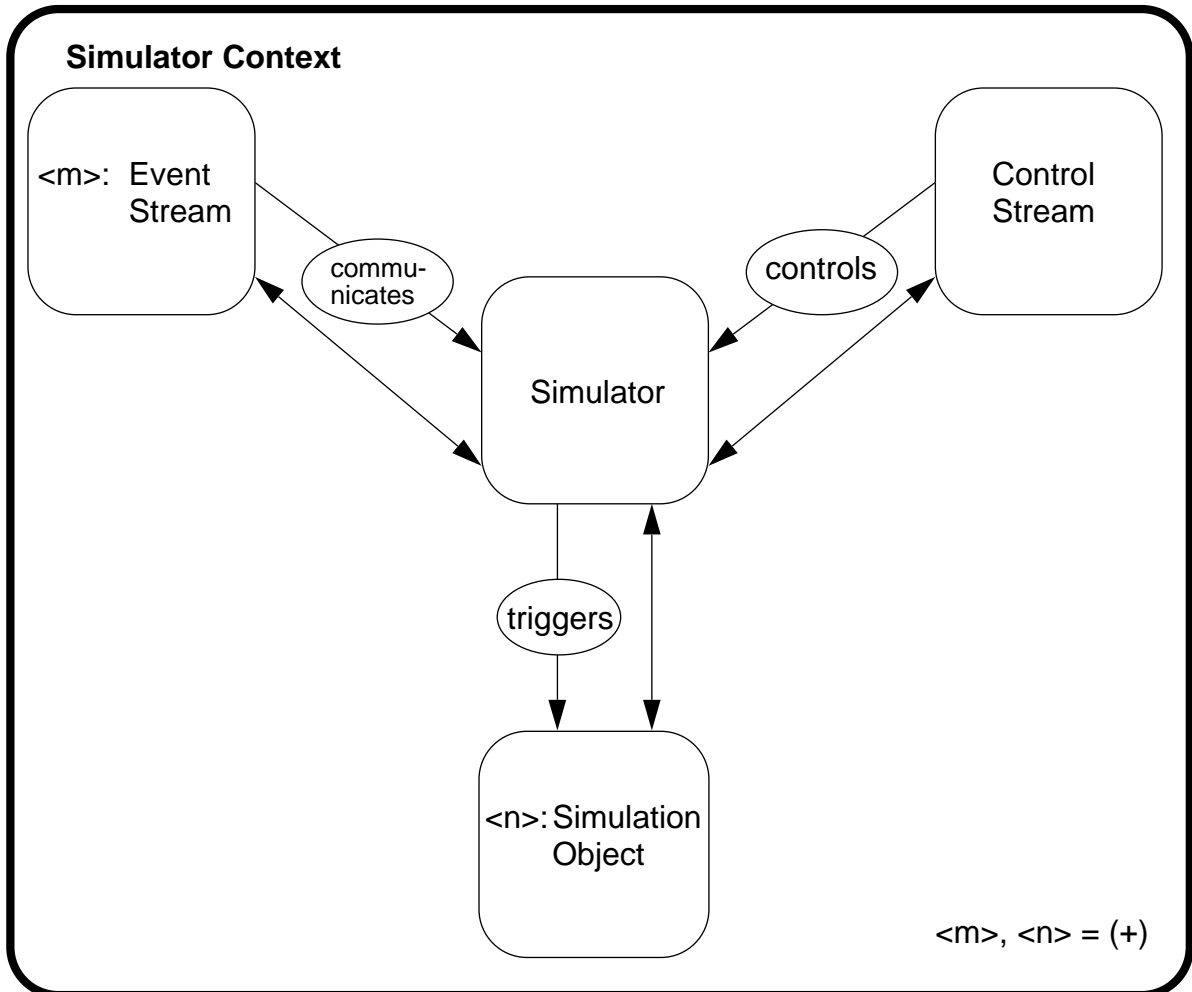 Simulator Context
<m>: Event
Stream
Control
Stream
commu-
nicates
controls
Simulator
triggers
<n>: Simulation
Object
<m>, <n> = (+)